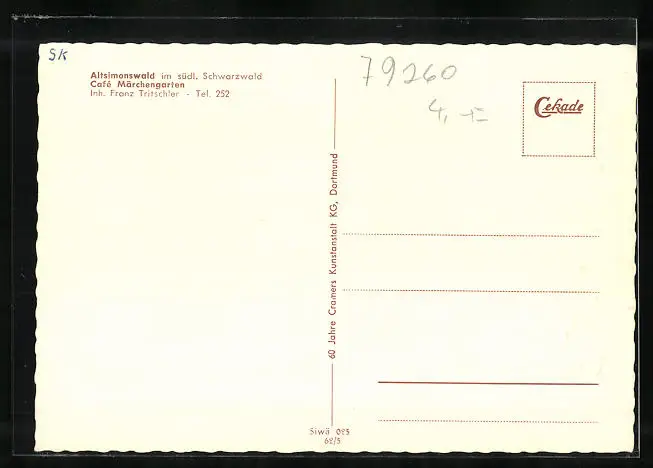 SK
Altsimonswald im südl. Schwarzwald
Café Märchengarten
Inh. Franz Tritschler - Tel. 252
79260
4,-
Cekade
60 Jahre Cramers Kunstanstalt KG, Dortmund
Siwä 025
62/5